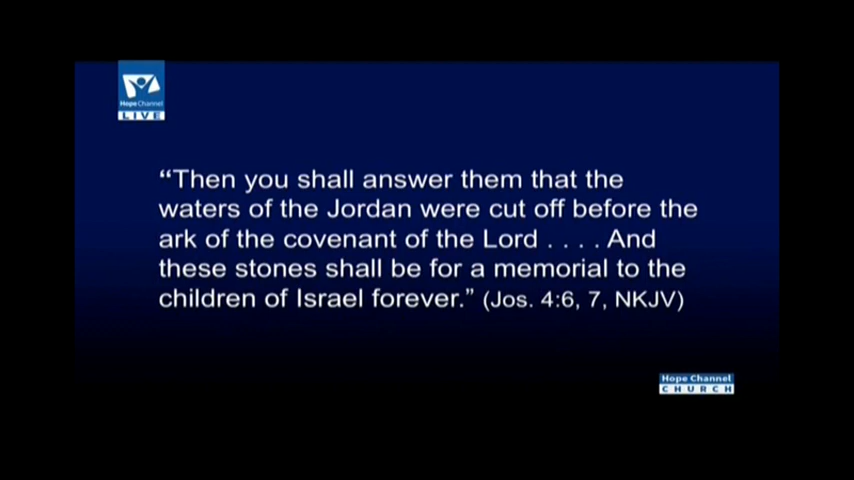 Hope Channel
LIVE
“Then you shall answer them that the
waters of the Jordan were cut off before the
ark of the covenant of the Lord . . . . And
these stones shall be for a memorial to the
children of Israel forever.” (Jos. 4:6, 7, NKJV)
Hope Channel
CHURCH